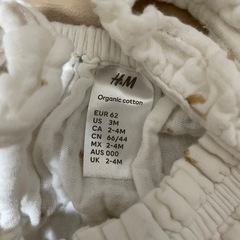 H&M
Organic cotton
EUR 62
US 3M
CA 2-4M
CN 66/44
MX 2-4M
AUS 000
UK 2-4M